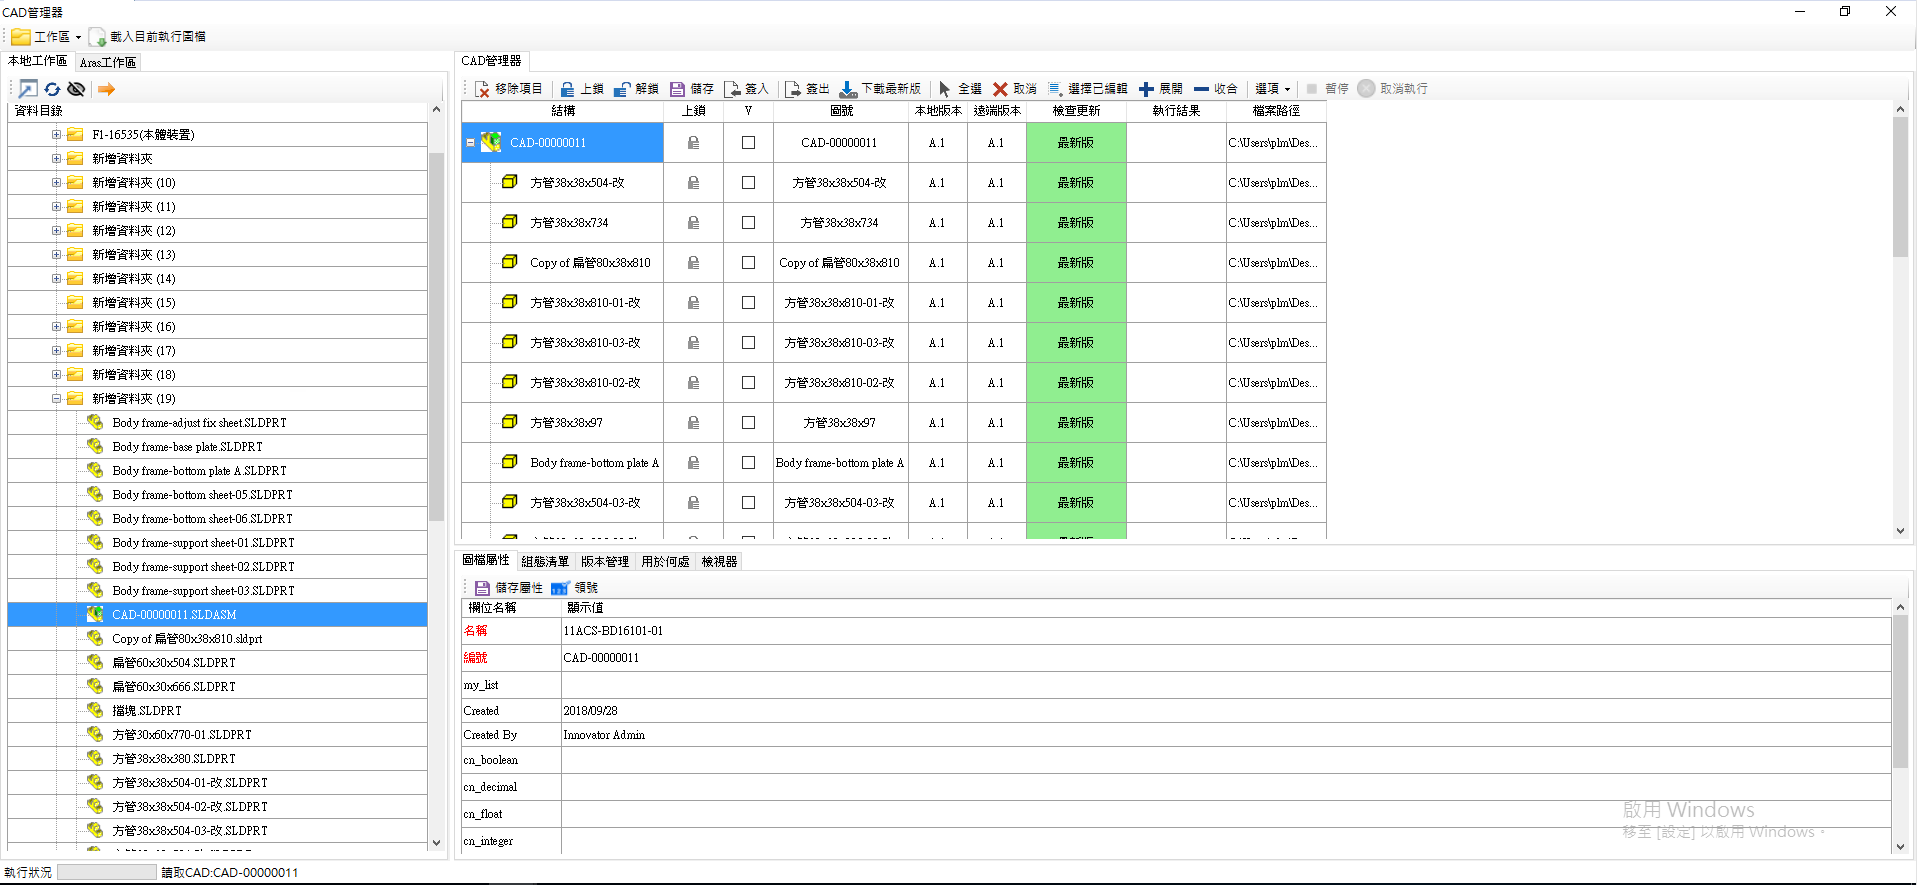 CAD管理器
工作區 載入目前執行圖檔
本地工作區 Aras工作區
資料目錄
F1-16535(本體裝置)
新增資料夾
新增資料夾 (10)
新增資料夾 (11)
新增資料夾 (12)
新增資料夾 (13)
新增資料夾 (14)
新增資料夾 (15)
新增資料夾 (16)
新增資料夾 (17)
新增資料夾 (18)
新增資料夾 (19)
Body frame-adjust fix sheet.SLDPRT
Body frame-base plate.SLDPRT
Body frame-bottom plate A.SLDPRT
Body frame-bottom sheet-05.SLDPRT
Body frame-bottom sheet-06.SLDPRT
Body frame-support sheet-01.SLDPRT
Body frame-support sheet-02.SLDPRT
Body frame-support sheet-03.SLDPRT
CAD-00000011.SLDASM
Copy of 扁管80x38x810.sldprt
扁管60x30x504.SLDPRT
扁管60x30x666.SLDPRT
擋塊.SLDPRT
方管30x60x770-01.SLDPRT
方管38x38x380.SLDPRT
方管38x38x504-01-改.SLDPRT
方管38x38x504-02-改.SLDPRT
方管38x38x504-03-改.SLDPRT
CAD管理器
移除項目 上鎖 解鎖 儲存 簽入 簽出 下載最新版 全選 取消 選擇已編輯 展開 收合 選項 暫停 取消執行
結構 上鎖 V 圖號 本地版本 遠端版本 檢查更新 執行結果 檔案路徑
CAD-00000011 CAD-00000011 A.1 A.1 最新版 C:\Users\plm\Des...
方管38x38x504-改 方管38x38x504-改 A.1 A.1 最新版 C:\Users\plm\Des...
方管38x38x734 方管38x38x734 A.1 A.1 最新版 C:\Users\plm\Des...
Copy of 扁管80x38x810 Copy of 扁管80x38x810 A.1 A.1 最新版 C:\Users\plm\Des...
方管38x38x810-01-改 方管38x38x810-01-改 A.1 A.1 最新版 C:\Users\plm\Des...
方管38x38x810-03-改 方管38x38x810-03-改 A.1 A.1 最新版 C:\Users\plm\Des...
方管38x38x810-02-改 方管38x38x810-02-改 A.1 A.1 最新版 C:\Users\plm\Des...
方管38x38x97 方管38x38x97 A.1 A.1 最新版 C:\Users\plm\Des...
Body frame-bottom plate A Body frame-bottom plate A A.1 A.1 最新版 C:\Users\plm\Des...
方管38x38x504-03-改 方管38x38x504-03-改 A.1 A.1 最新版 C:\Users\plm\Des...
圖檔屬性 組態清單 版本管理 用於何處 檢視器
儲存屬性 領號
欄位名稱 顯示值
名稱 11ACS-BD16101-01
編號 CAD-00000011
my_list
Created 2018/09/28
Created By Innovator Admin
cn_boolean
cn_decimal
cn_float
cn_integer
啟用 Windows
移至 [設定] 以啟用 Windows。
執行狀況 讀取CAD:CAD-00000011